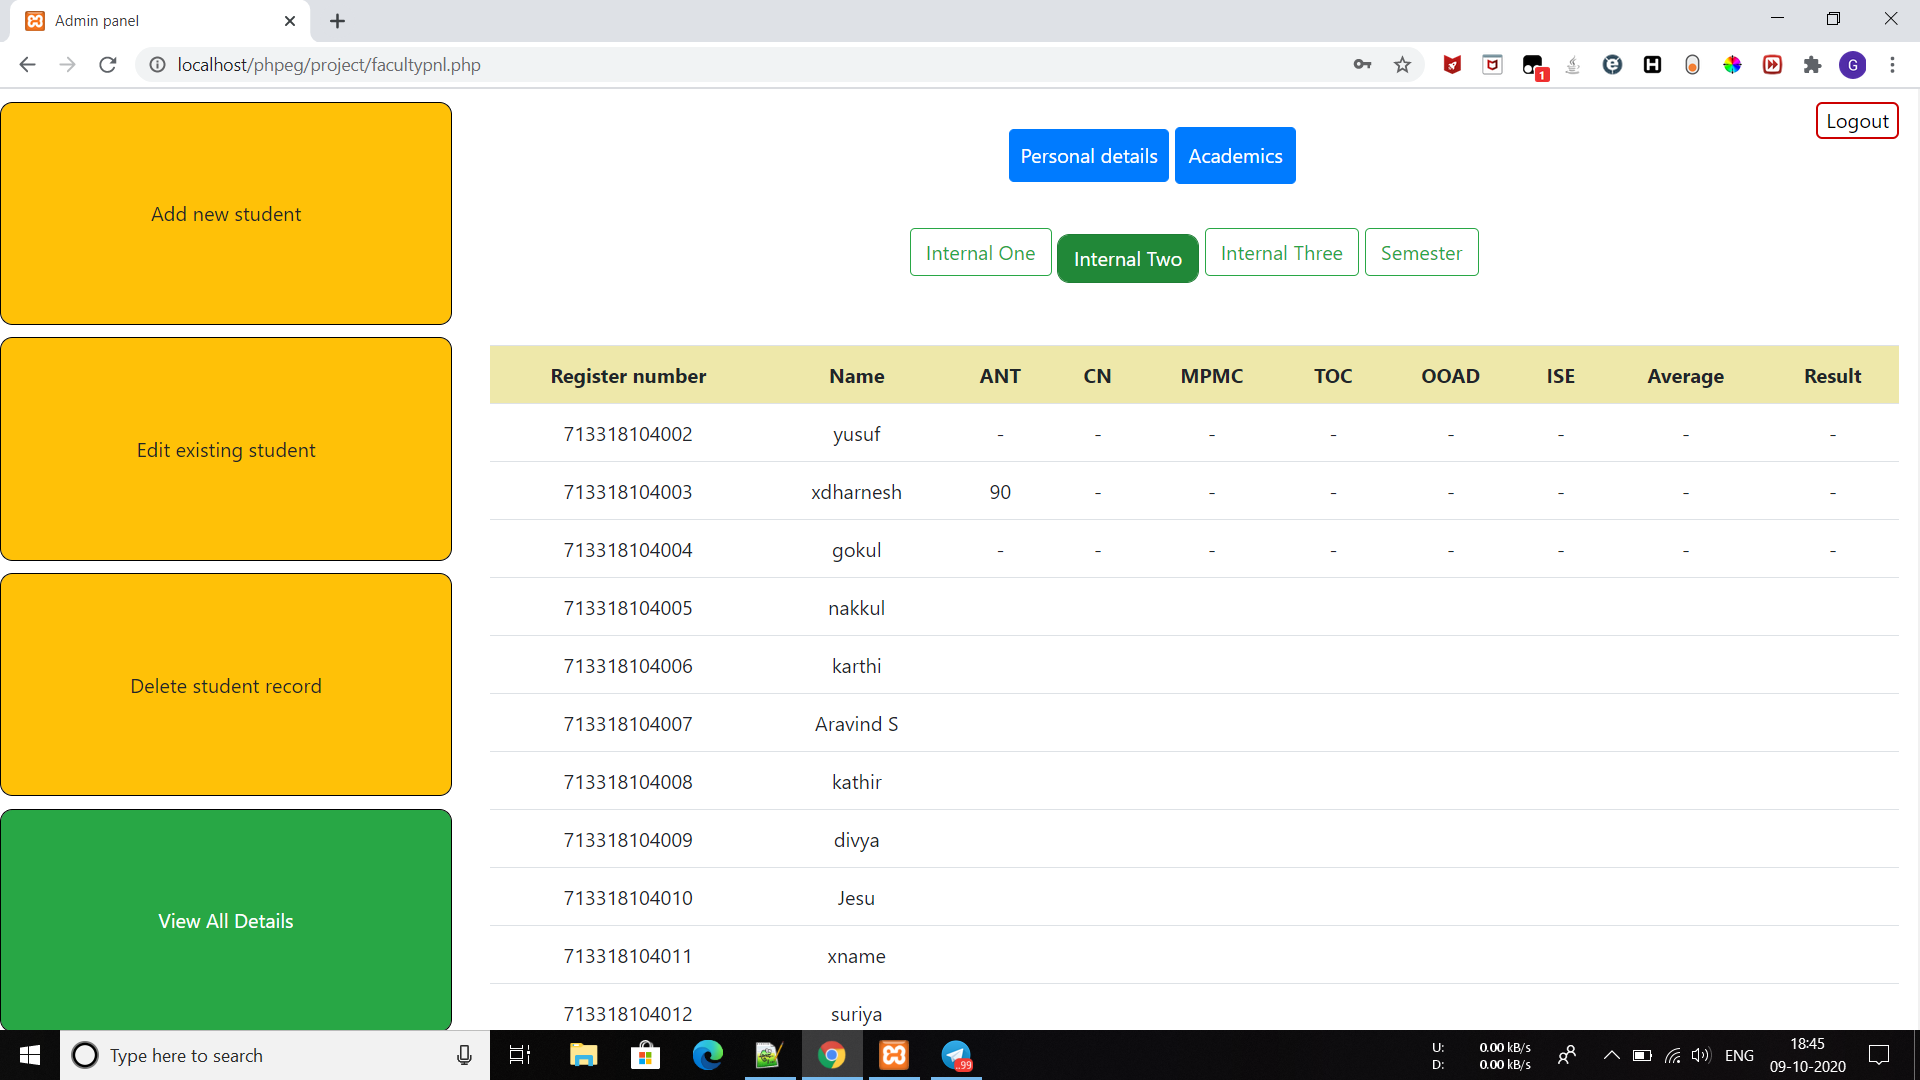 Admin panel
localhost/phpeg/project/facultypnl.php
1
G
Logout
Personal details Academics
Internal One Internal Two Internal Three Semester
Add new student
Edit existing student
Delete student record
View All Details
Register number Name ANT CN MPMC TOC OOAD ISE Average Result
713318104002 yusuf - - - - - - - -
713318104003 xdharnesh 90 - - - - - - -
713318104004 gokul - - - - - - - -
713318104005 nakkul
713318104006 karthi
713318104007 Aravind S
713318104008 kathir
713318104009 divya
713318104010 Jesu
713318104011 xname
713318104012 suriya
Type here to search
.99
U: 0.00 kB/s
D: 0.00 kB/s
ENG
18:45
09-10-2020